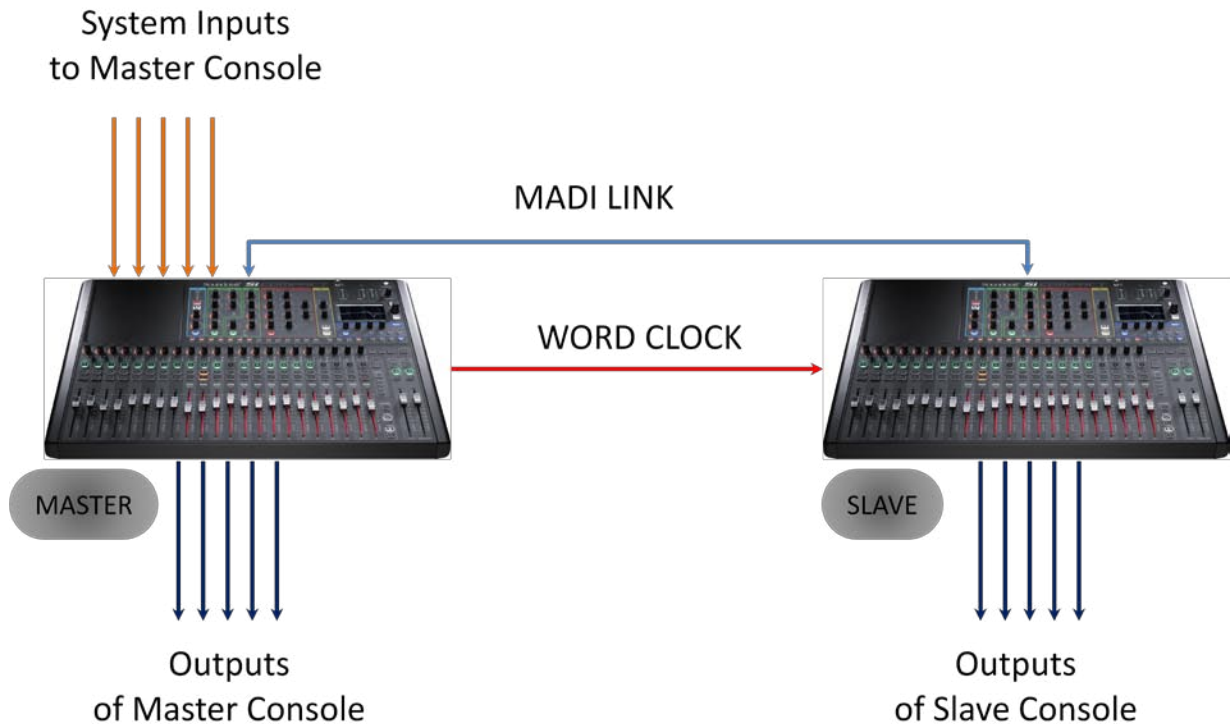 System Inputs
to Master Console
MADI LINK
WORD CLOCK
MASTER
SLAVE
Outputs
of Master Console
Outputs
of Slave Console